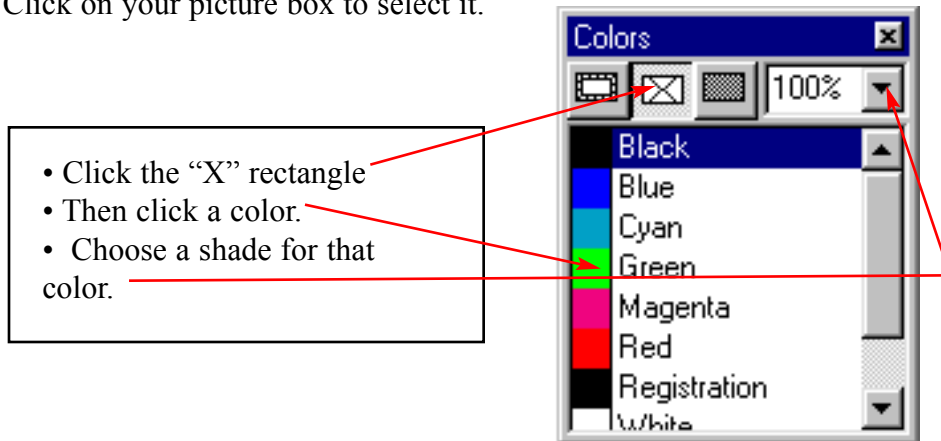 Click on your picture box to select it.
• Click the “X” rectangle
• Then click a color.
• Choose a shade for that
color.
Colors
100%
Black
Blue
Cyan
Green
Magenta
Red
Registration
White